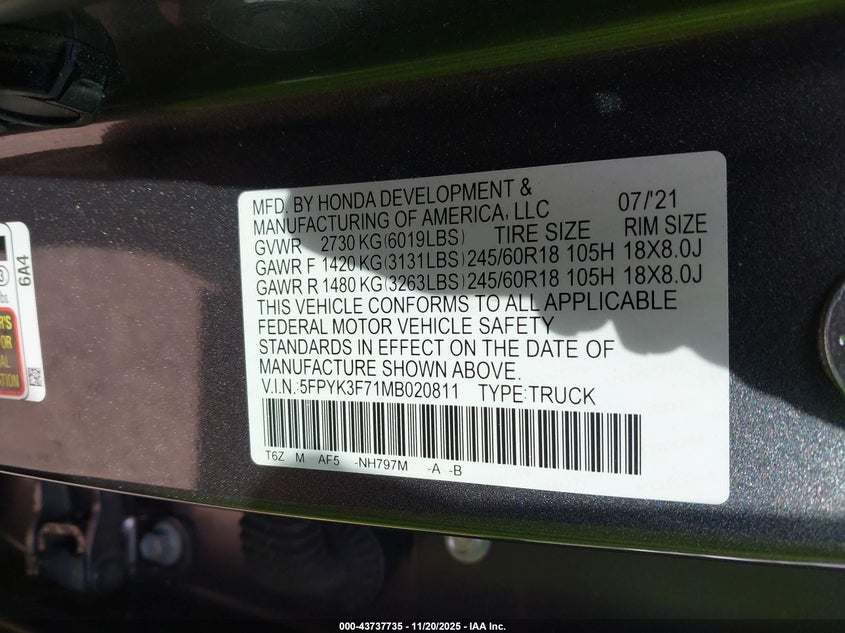 MFD. BY HONDA DEVELOPMENT & 07/'21
MANUFACTURING OF AMERICA, LLC
GVWR 2730 KG(6019LBS) TIRE SIZE RIM SIZE
GAWR F 1420 KG(3131LBS) 245/60R18 105H 18X8.0J
GAWR R 1480 KG(3263LBS) 245/60R18 105H 18X8.0J
THIS VEHICLE CONFORMS TO ALL APPLICABLE
FEDERAL MOTOR VEHICLE SAFETY
STANDARDS IN EFFECT ON THE DATE OF
MANUFACTURE SHOWN ABOVE.
V.I.N.:5FPYK3F71MB020811 TYPE:TRUCK
T6Z M AF5 -NH797M -A -B
6A4
000-43737735 - 11/20/2025 - IAA Inc.